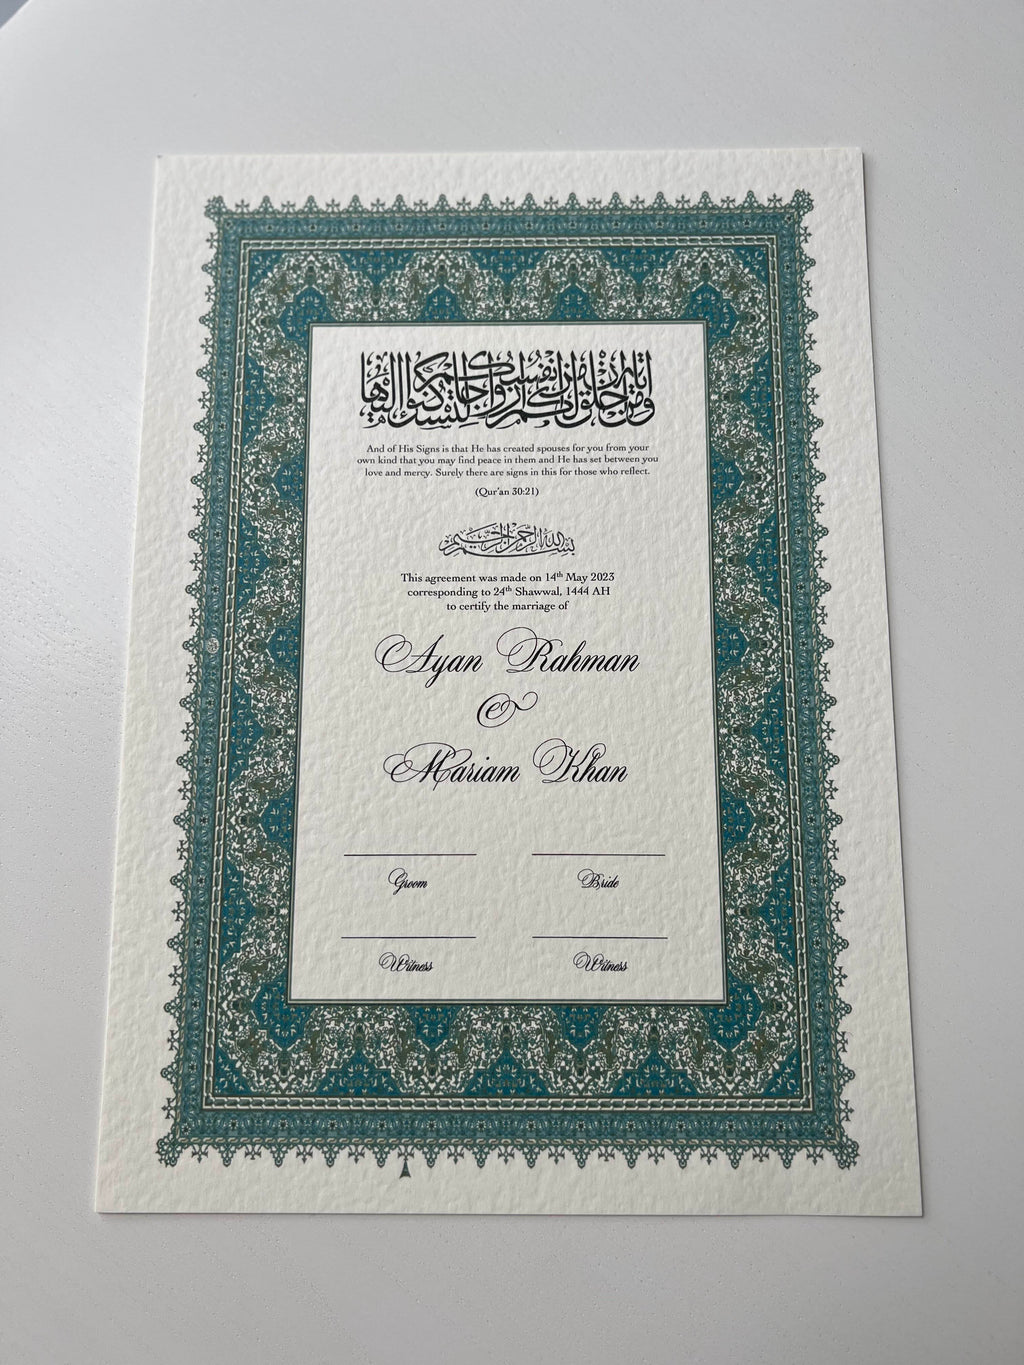 ومن آياته أن خلق لكم من أنفسكم أزواجا لتسكنوا إليها
And of His Signs is that He has created spouses for you from your
own kind that you may find peace in them and He has set between you
love and mercy. Surely there are signs in this for those who reflect.
(Qur'an 30:21)
بسم الله الرحمن الرحيم
This agreement was made on 14th May 2023
corresponding to 24th Shawwal, 1444 AH
to certify the marriage of
Ayan Rahman
&
Mariam Khan
Groom Bride
Witness Witness